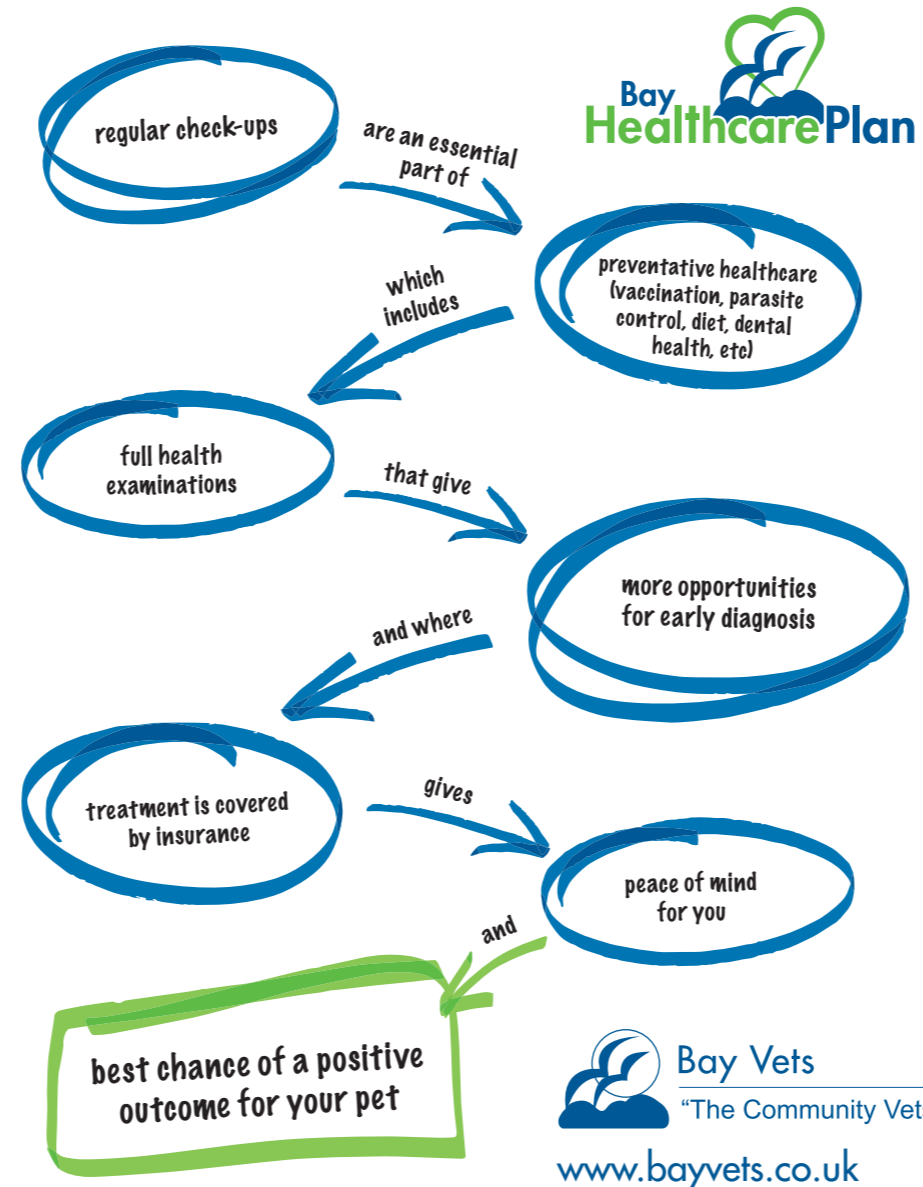 Bay
HealthcarePlan
regular check-ups
are an essential
part of
preventative healthcare
(vaccination, parasite
control, diet, dental
health, etc)
which
includes
full health
examinations
that give
more opportunities
for early diagnosis
and where
treatment is covered
by insurance
gives
peace of mind
for you
and
best chance of a positive
outcome for your pet
Bay Vets
“The Community Vet
www.bayvets.co.uk